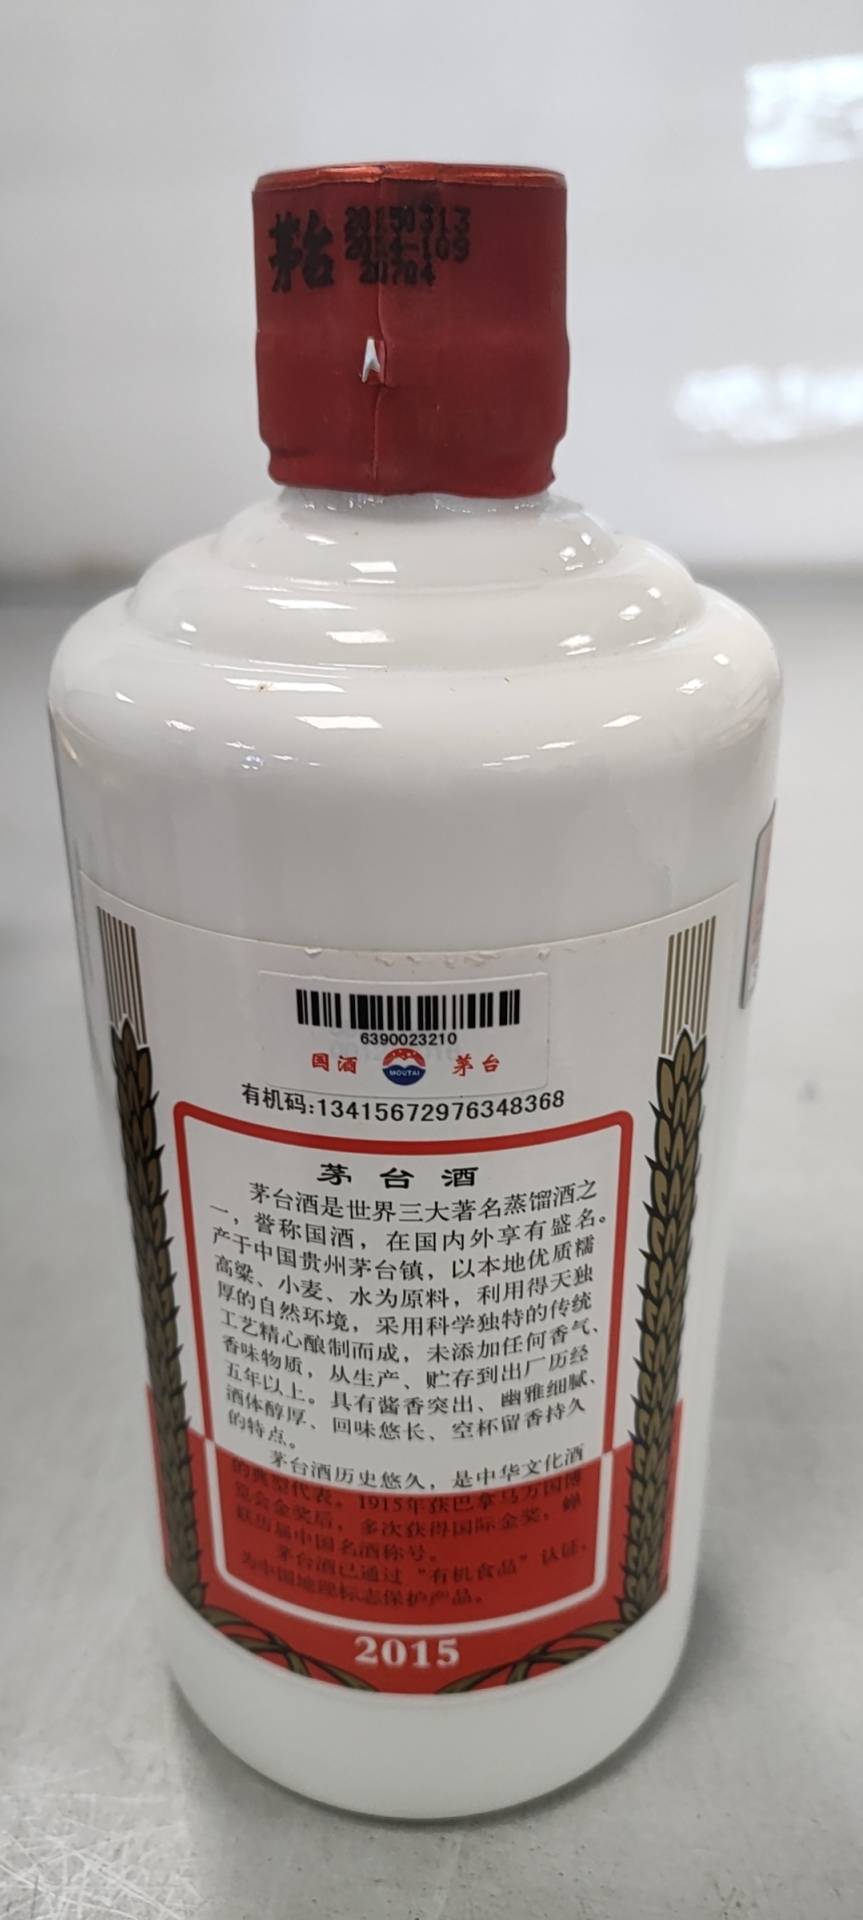 茅台
20150313
2014-109
20704
6390023210
国酒
MOUTAI
茅台
有机码:13415672976348368
茅台酒
茅台酒是世界三大著名蒸馏酒之
一，誉称国酒，在国内外享有盛名。
产于中国贵州茅台镇，以本地优质糯
高粱、小麦、水为原料，利用得天独
厚的自然环境，采用科学独特的传统
工艺精心酿制而成，未添加任何香气、
香味物质，从生产、贮存到出厂历经
五年以上。具有酱香突出、幽雅细腻、
酒体醇厚、回味悠长、空杯留香持久
的特点。
茅台酒历史悠久，是中华文化酒
的典型代表。1915年获巴拿马万国博
览会金奖后，多次获得国际金奖，蝉
联历届中国名酒称号。
茅台酒已通过“有机食品”认证，
为中国地理标志保护产品。
2015